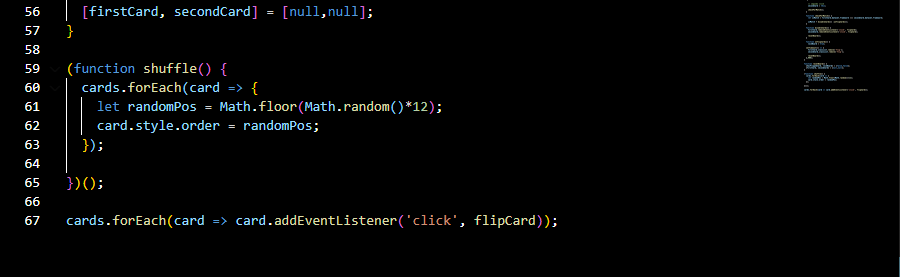 56 [firstCard, secondCard] = [null,null];
57 }
58
59 (function shuffle() {
60 cards.forEach(card => {
61 let randomPos = Math.floor(Math.random()*12);
62 card.style.order = randomPos;
63 });
64
65 })();
66
67 cards.forEach(card => card.addEventListener('click', flipCard));